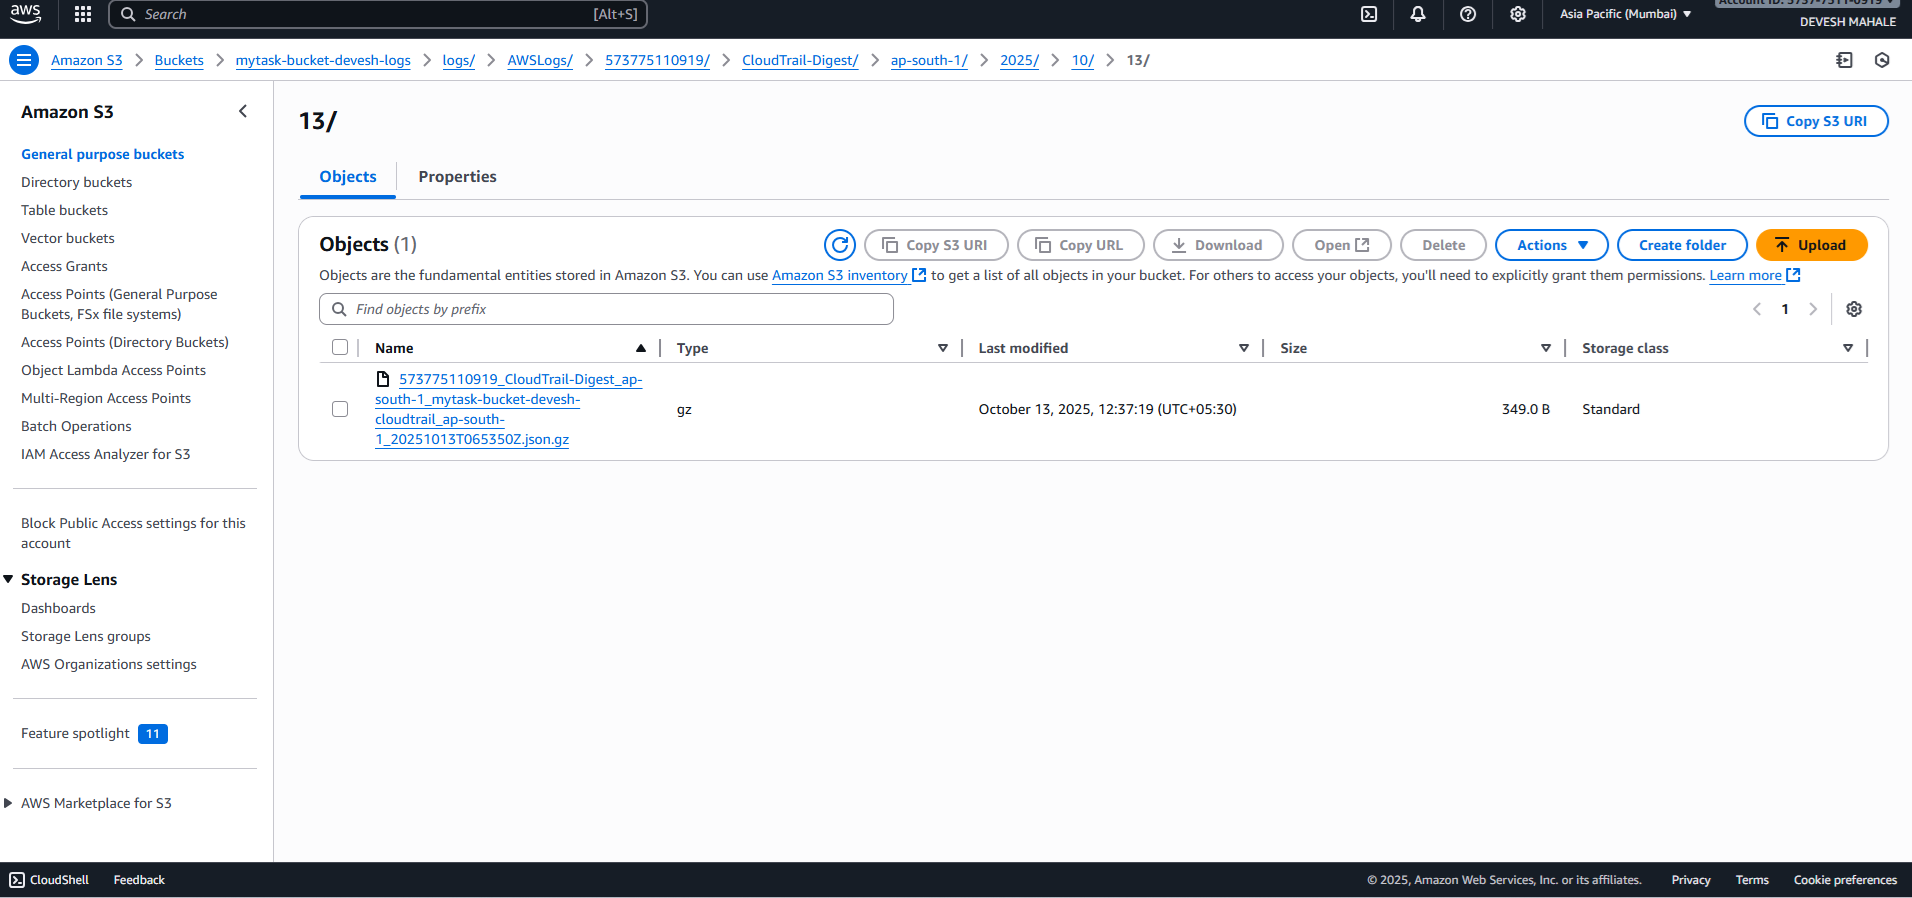 aws
Search
[Alt+S]
Asia Pacific (Mumbai)
Account ID: 5737-7511-0919
DEVESH MAHALE
Amazon S3
Buckets
mytask-bucket-devesh-logs
logs/
AWSLogs/
573775110919/
CloudTrail-Digest/
ap-south-1/
2025/
10/
13/
Amazon S3
General purpose buckets
Directory buckets
Table buckets
Vector buckets
Access Grants
Access Points (General Purpose
Buckets, FSx file systems)
Access Points (Directory Buckets)
Object Lambda Access Points
Multi-Region Access Points
Batch Operations
IAM Access Analyzer for S3
Block Public Access settings for this
account
Storage Lens
Dashboards
Storage Lens groups
AWS Organizations settings
Feature spotlight 11
AWS Marketplace for S3
13/
Copy S3 URI
Objects
Properties
Objects (1)
Copy S3 URI
Copy URL
Download
Open
Delete
Actions
Create folder
Upload
Objects are the fundamental entities stored in Amazon S3. You can use Amazon S3 inventory to get a list of all objects in your bucket. For others to access your objects, you'll need to explicitly grant them permissions. Learn more
Find objects by prefix
1
Name
Type
Last modified
Size
Storage class
573775110919_CloudTrail-Digest_ap-
south-1_mytask-bucket-devesh-
cloudtrail_ap-south-
1_20251013T065350Z.json.gz
gz
October 13, 2025, 12:37:19 (UTC+05:30)
349.0 B
Standard
CloudShell
Feedback
© 2025, Amazon Web Services, Inc. or its affiliates.
Privacy
Terms
Cookie preferences